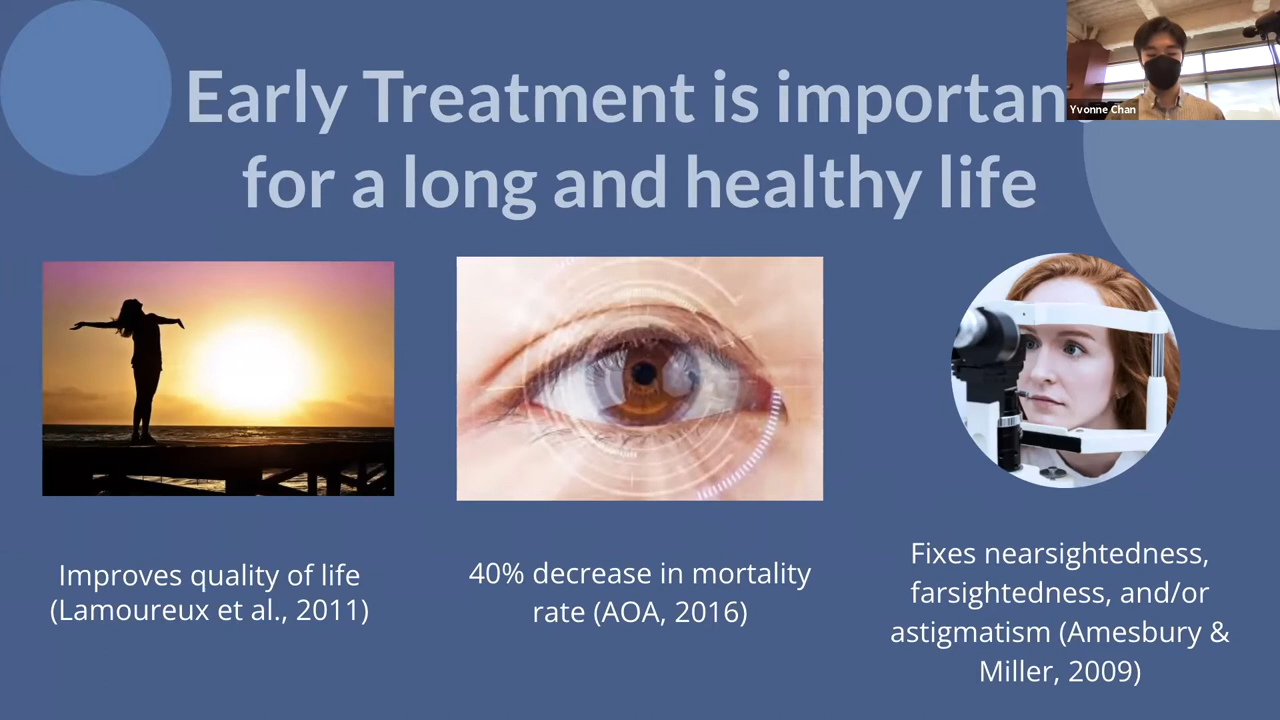 Early Treatment is importan
for a long and healthy life
Yvonne Chan
Improves quality of life
(Lamoureux et al., 2011)
40% decrease in mortality
rate (AOA, 2016)
Fixes nearsightedness,
farsightedness, and/or
astigmatism (Amesbury &
Miller, 2009)